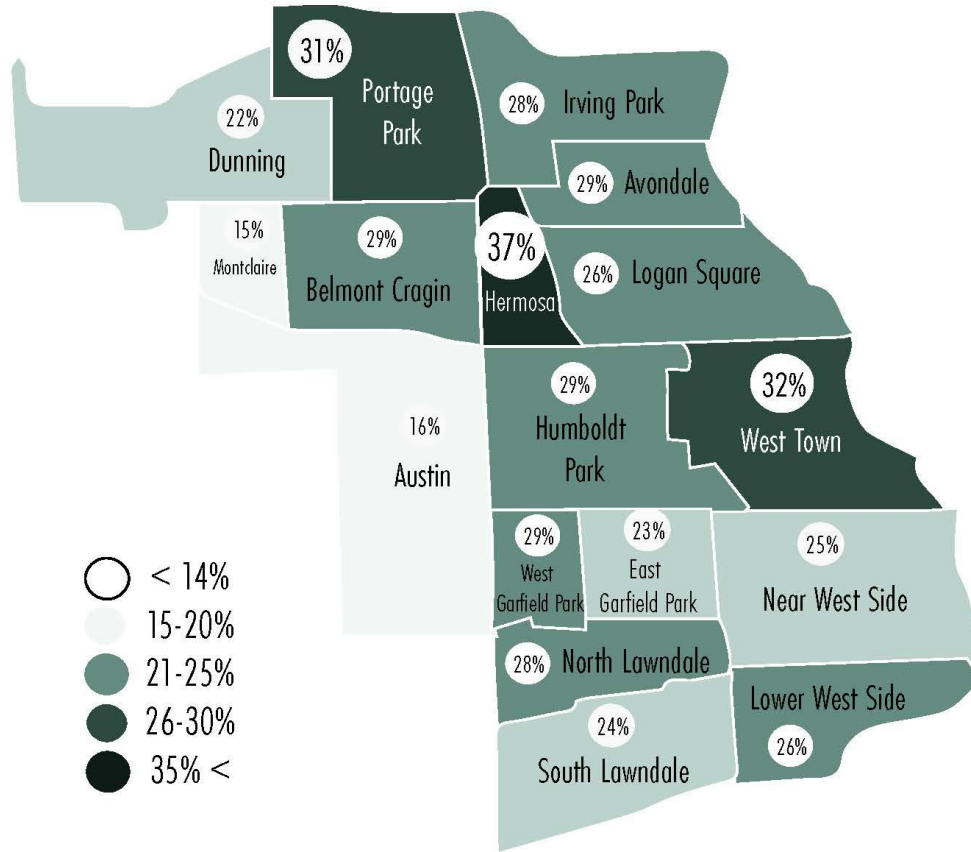 31%
Portage
Park
28%
Irving Park
22%
Dunning
29%
Avondale
15%
Montclaire
29%
Belmont Cragin
37%
Hermosa
26%
Logan Square
16%
Austin
29%
Humboldt
Park
32%
West Town
29%
West
Garfield Park
23%
East
Garfield Park
25%
Near West Side
28%
North Lawndale
24%
South Lawndale
Lower West Side
26%
< 14%
15-20%
21-25%
26-30%
35% <